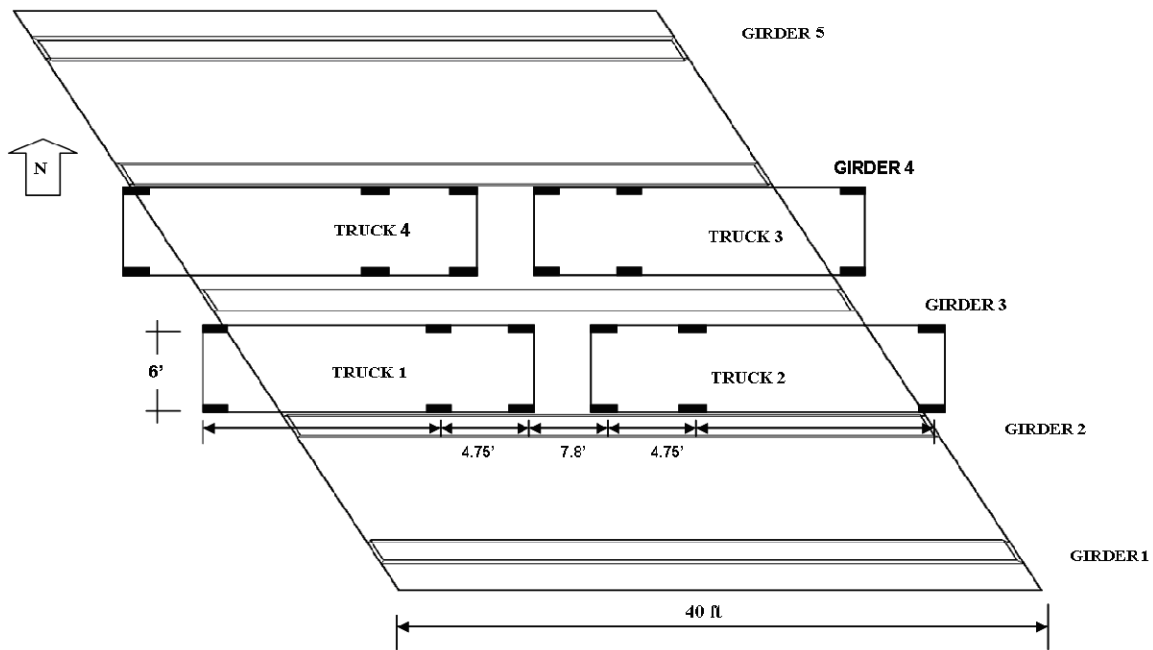 GIRDER 5
N
GIRDER 4
TRUCK 4
TRUCK 3
GIRDER 3
6’
TRUCK 1
TRUCK 2
GIRDER 2
4.75’ 7.8’ 4.75’
GIRDER 1
40 ft